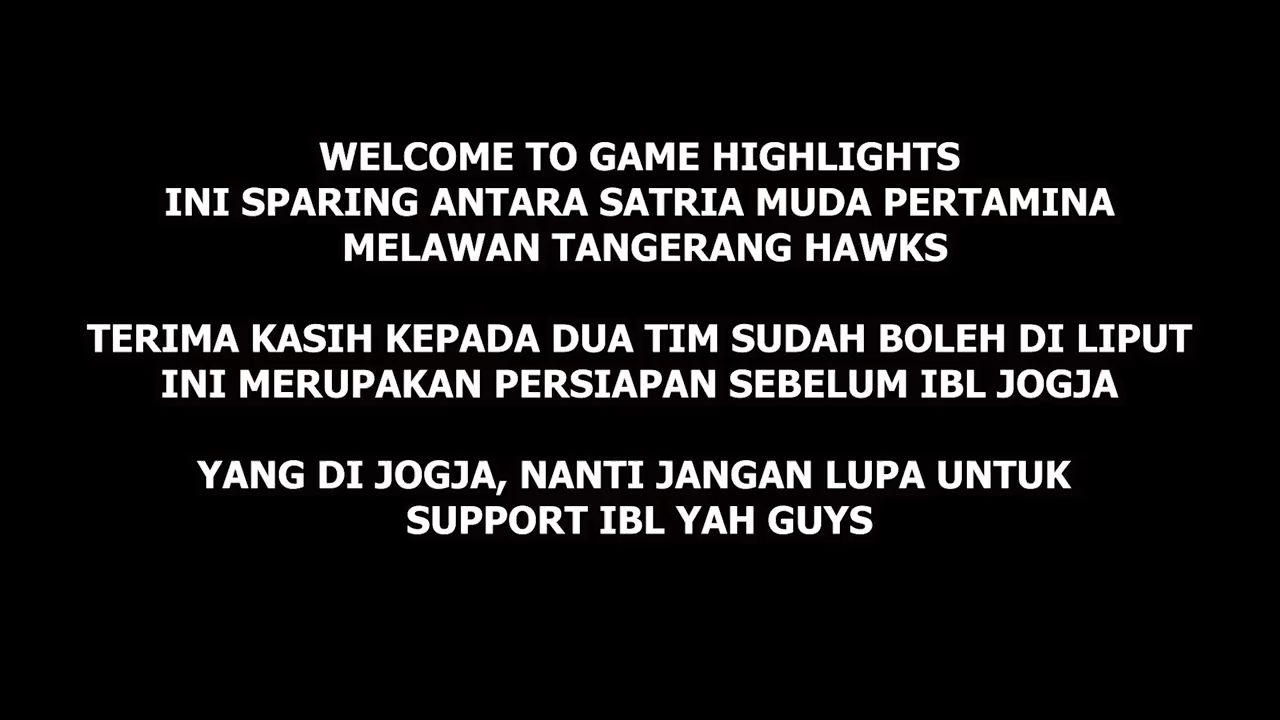 WELCOME TO GAME HIGHLIGHTS
INI SPARING ANTARA SATRIA MUDA PERTAMINA
MELAWAN TANGERANG HAWKS
TERIMA KASIH KEPADA DUA TIM SUDAH BOLEH DI LIPUT
INI MERUPAKAN PERSIAPAN SEBELUM IBL JOGJA
YANG DI JOGJA, NANTI JANGAN LUPA UNTUK
SUPPORT IBL YAH GUYS